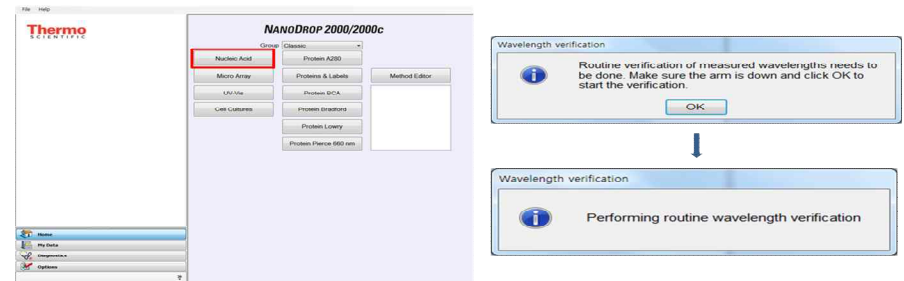 File Help
Thermo
SCIENTIFIC
NANODROP 2000/2000c
Group Classic
Nucleic Acid
Protein A280
Micro Array
Proteins & Labels
Method Editor
UV-Vis
Protein BCA
Cell Cultures
Protein Bradford
Protein Lowry
Protein Pierce 660 nm
Home
My Data
Diagnostics
Options
Wavelength verification
Routine verification of measured wavelengths needs to
be done. Make sure the arm is down and click OK to
start the verification.
OK
Wavelength verification
Performing routine wavelength verification